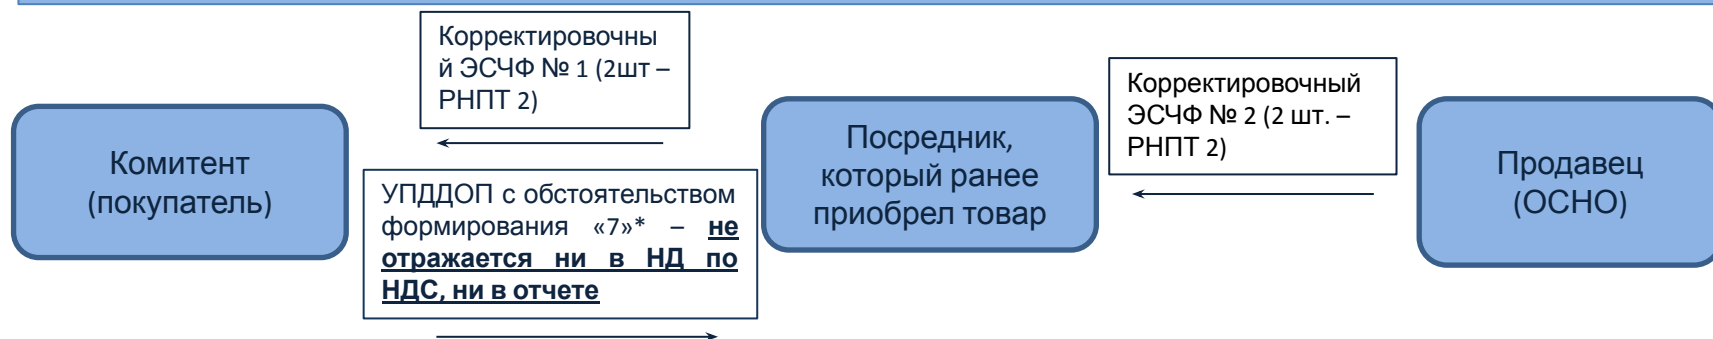 Корректировочны
й ЭСЧФ № 1 (2шт –
РНПТ 2)
Корректировочный
ЭСЧФ № 2 (2 шт. –
РНПТ 2)
Комитент
(покупатель)
УПДДОП с обстоятельством
формирования «7»* – не
отражается ни в НД по
НДС, ни в отчете
Посредник,
который ранее
приобрел товар
Продавец
(ОСНО)